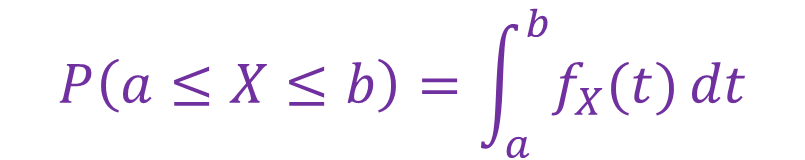 P(a ≤ X ≤ b) = ∫_a^b f_X(t) dt